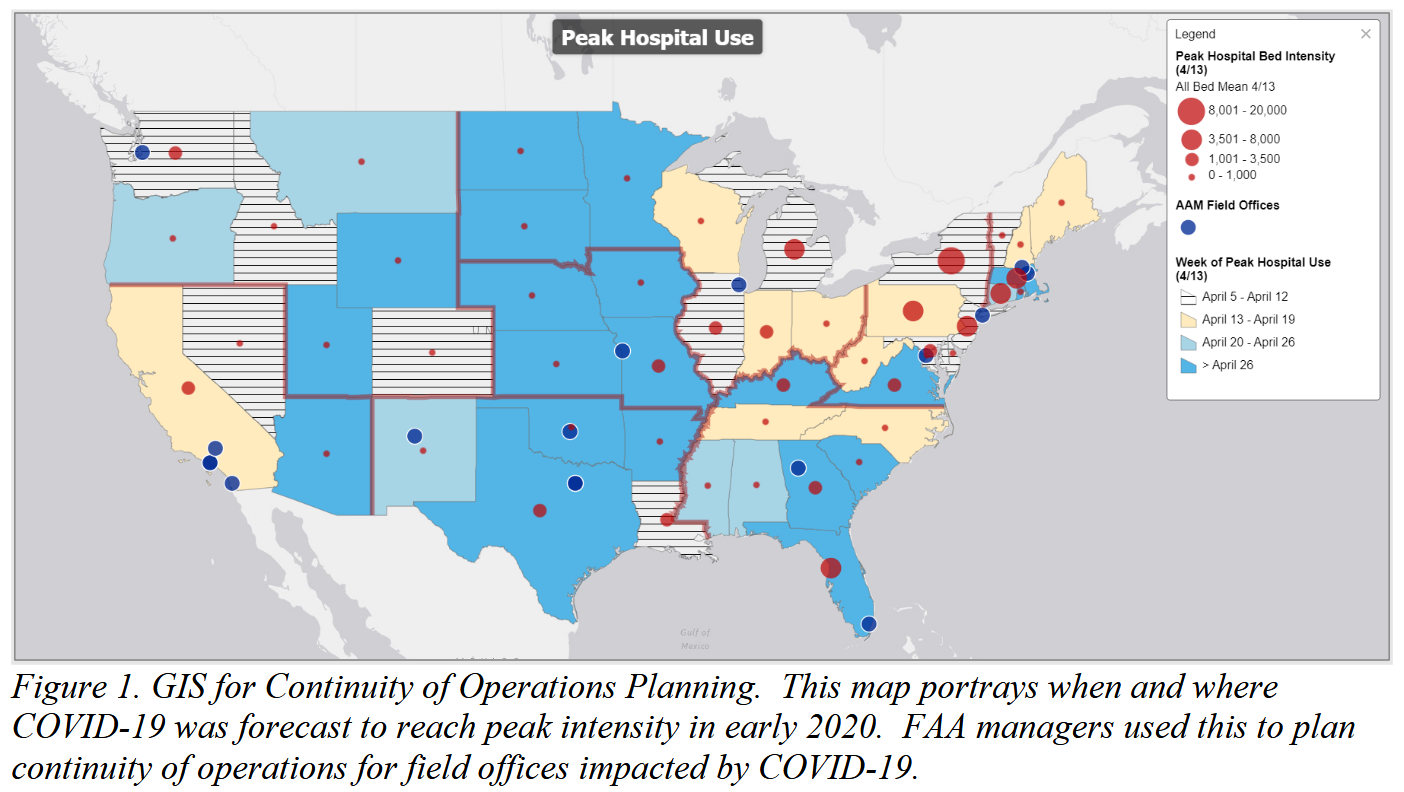 Peak Hospital Use
Legend
Peak Hospital Bed Intensity
(4/13)
All Bed Mean 4/13
8,001 - 20,000
3,501 - 8,000
1,001 - 3,500
0 - 1,000
AAM Field Offices
Week of Peak Hospital Use
(4/13)
April 5 - April 12
April 13 - April 19
April 20 - April 26
> April 26
U N
Gulf of
Mexico
Figure 1. GIS for Continuity of Operations Planning. This map portrays when and where
COVID-19 was forecast to reach peak intensity in early 2020. FAA managers used this to plan
continuity of operations for field offices impacted by COVID-19.